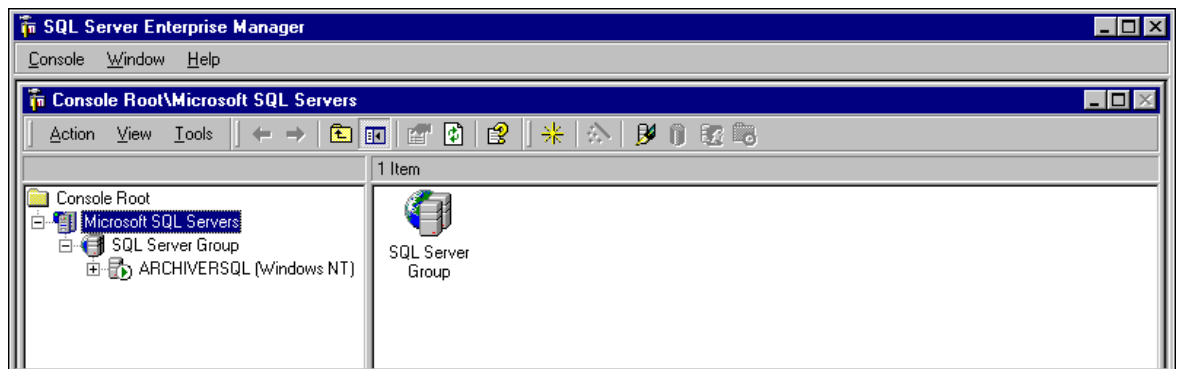 SQL Server Enterprise Manager
Console Window Help
Console Root\Microsoft SQL Servers
Action View Tools
1 Item
Console Root
Microsoft SQL Servers
SQL Server Group
ARCHIVERSQL (Windows NT)
SQL Server
Group